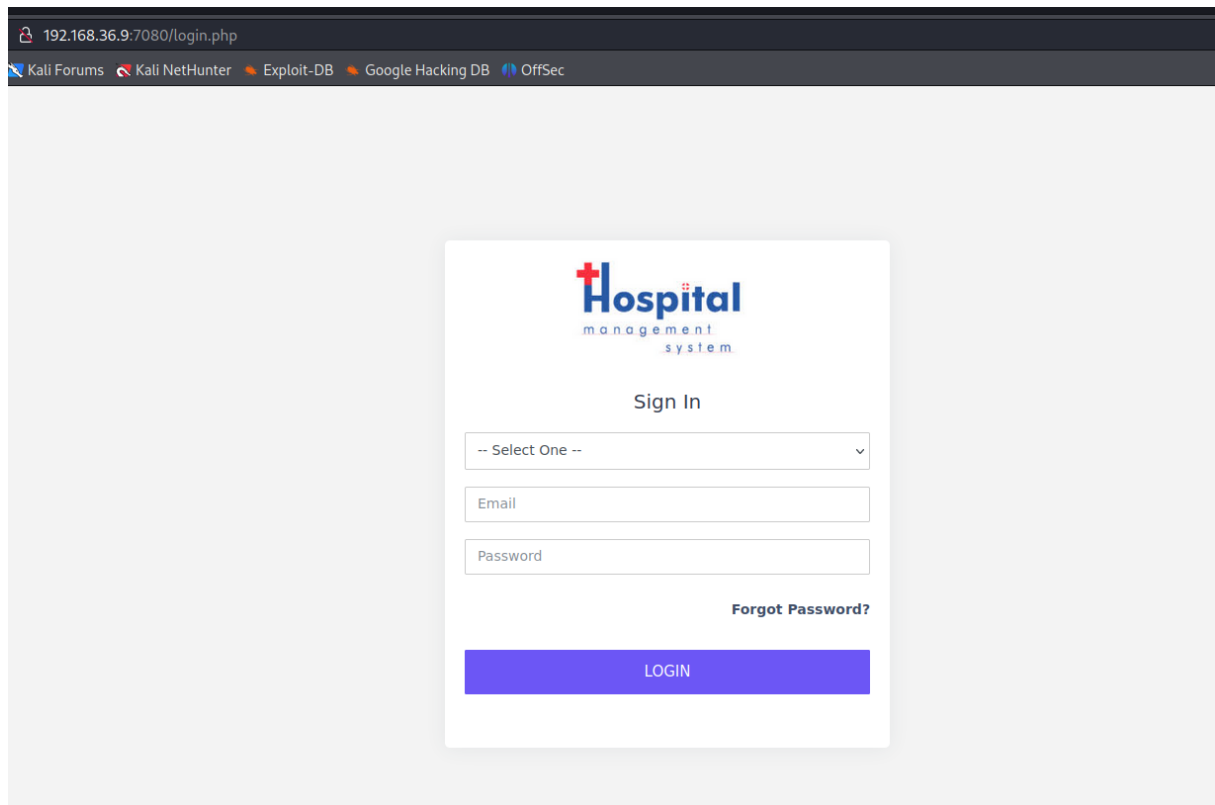 192.168.36.9:7080/login.php
Kali Forums Kali NetHunter Exploit-DB Google Hacking DB OffSec
Hospital
management
system
Sign In
-- Select One --
Email
Password
Forgot Password?
LOGIN